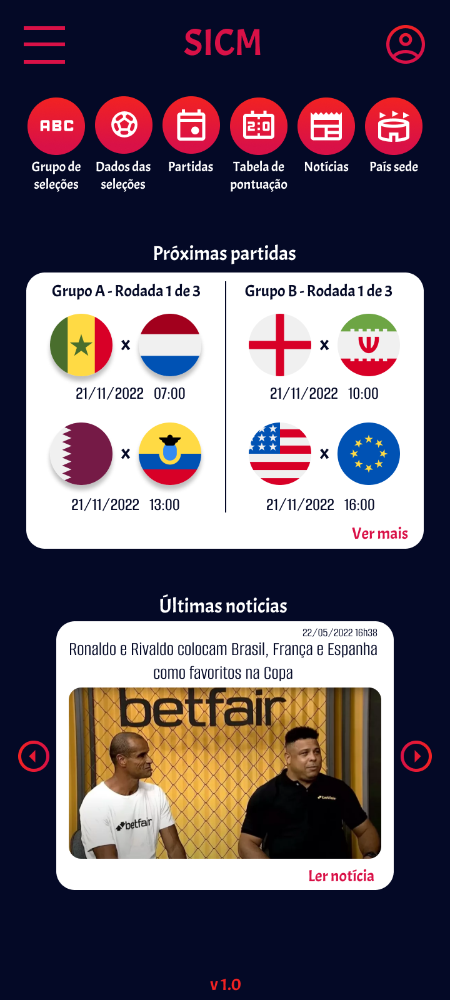 SICM
ABC
2:0
Grupo de
seleções
Dados das
seleções
Partidas
Tabela de
pontuação
Notícias
País sede
Próximas partidas
Grupo A - Rodada 1 de 3
x
21/11/2022 07:00
x
21/11/2022 13:00
Grupo B - Rodada 1 de 3
x
21/11/2022 10:00
x
21/11/2022 16:00
Ver mais
Últimas noticias
22/05/2022 16h38
Ronaldo e Rivaldo colocam Brasil, França e Espanha
como favoritos na Copa
betfair
betfair
betfair
Ler notícia
v 1.0